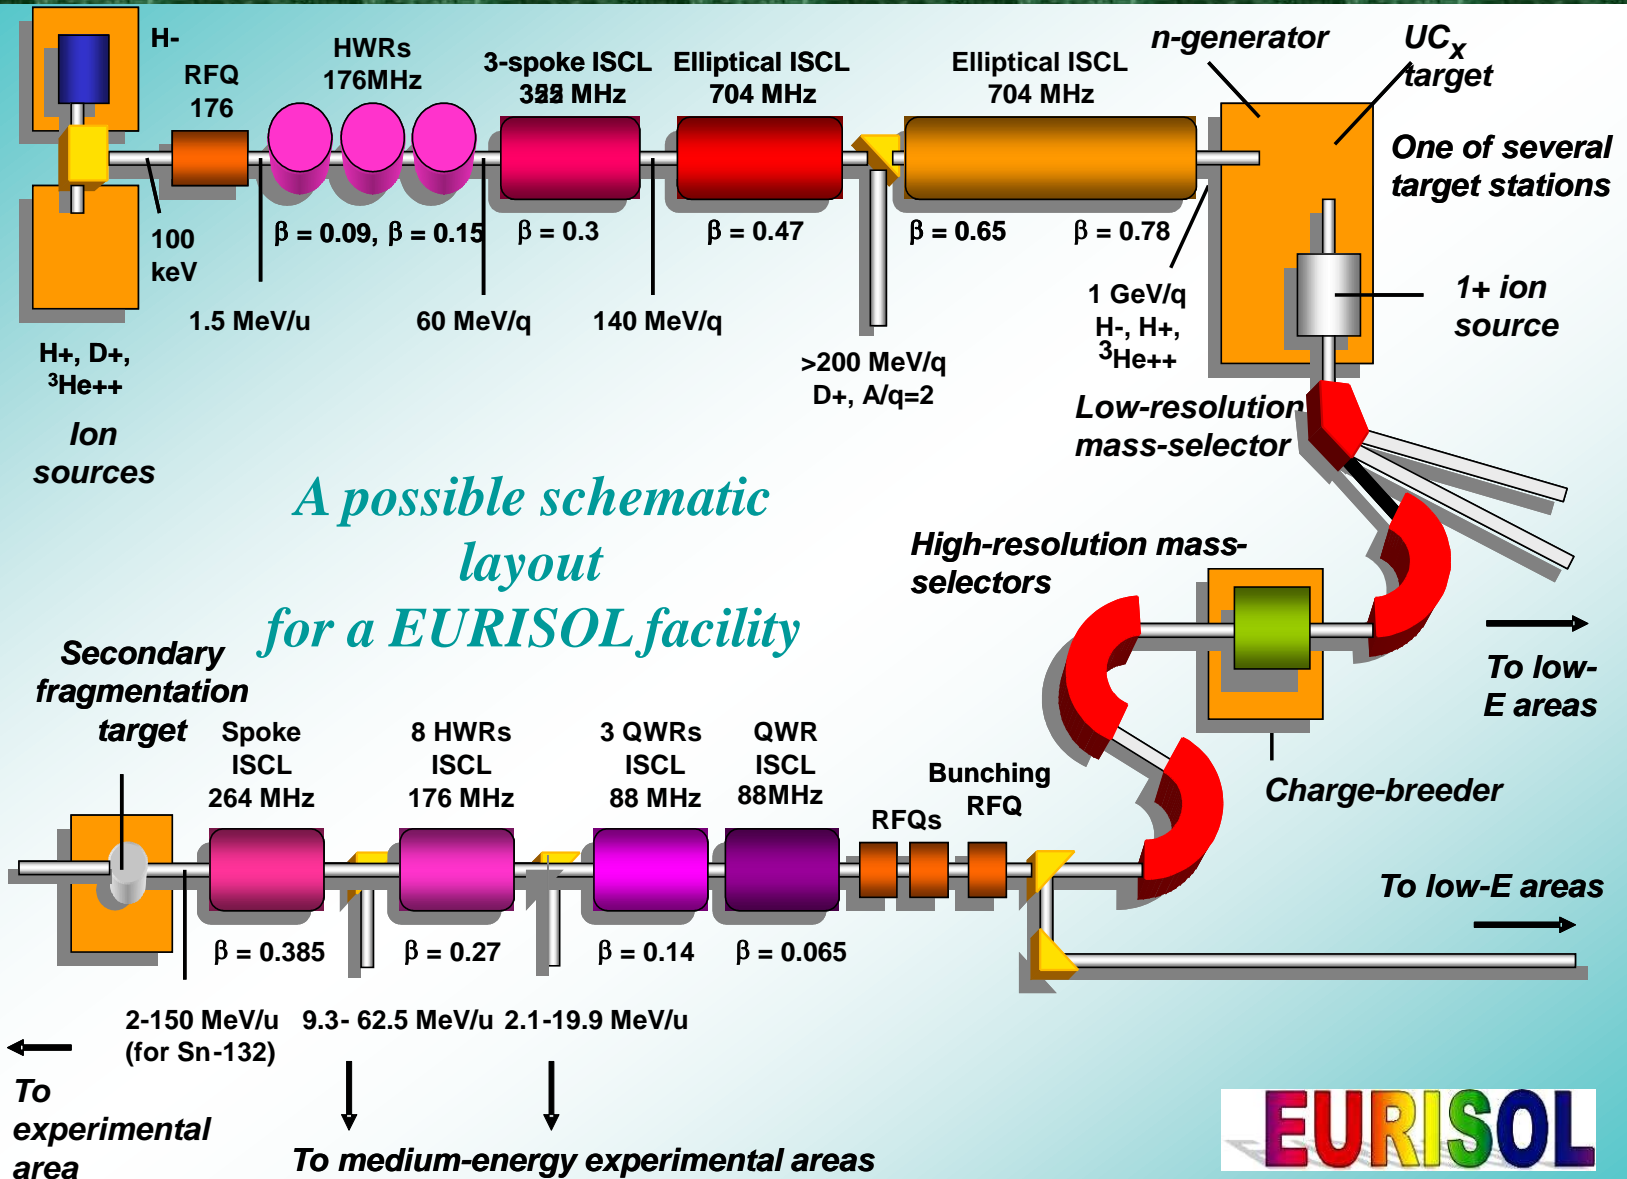 H-
RFQ
176
HWRs
176MHz
3-spoke ISCL
MHz
Elliptical ISCL
704 MHz
Elliptical ISCL
704 MHz
n-generator
UCx
target
One of several
target stations
100
keV
β = 0.09, β = 0.15
β = 0.3
β = 0.47
β = 0.65
β = 0.78
1.5 MeV/u
60 MeV/q
140 MeV/q
>200 MeV/q
D+, A/q=2
1 GeV/q
H-, H+,
³He++
1+ ion
source
H+, D+,
³He++
Ion
sources
Low-resolution
mass-selector
A possible schematic
layout
for a EURISOL facility
High-resolution mass-
selectors
To low-
E areas
Charge-breeder
Secondary
fragmentation
target
Spoke
ISCL
264 MHz
8 HWRs
ISCL
176 MHz
3 QWRs
ISCL
88 MHz
QWR
ISCL
88MHz
RFQs
Bunching
RFQ
To low-E areas
β = 0.385
β = 0.27
β = 0.14
β = 0.065
2-150 MeV/u
(for Sn-132)
9.3- 62.5 MeV/u
2.1-19.9 MeV/u
To
experimental
area
To medium-energy experimental areas
EURISOL